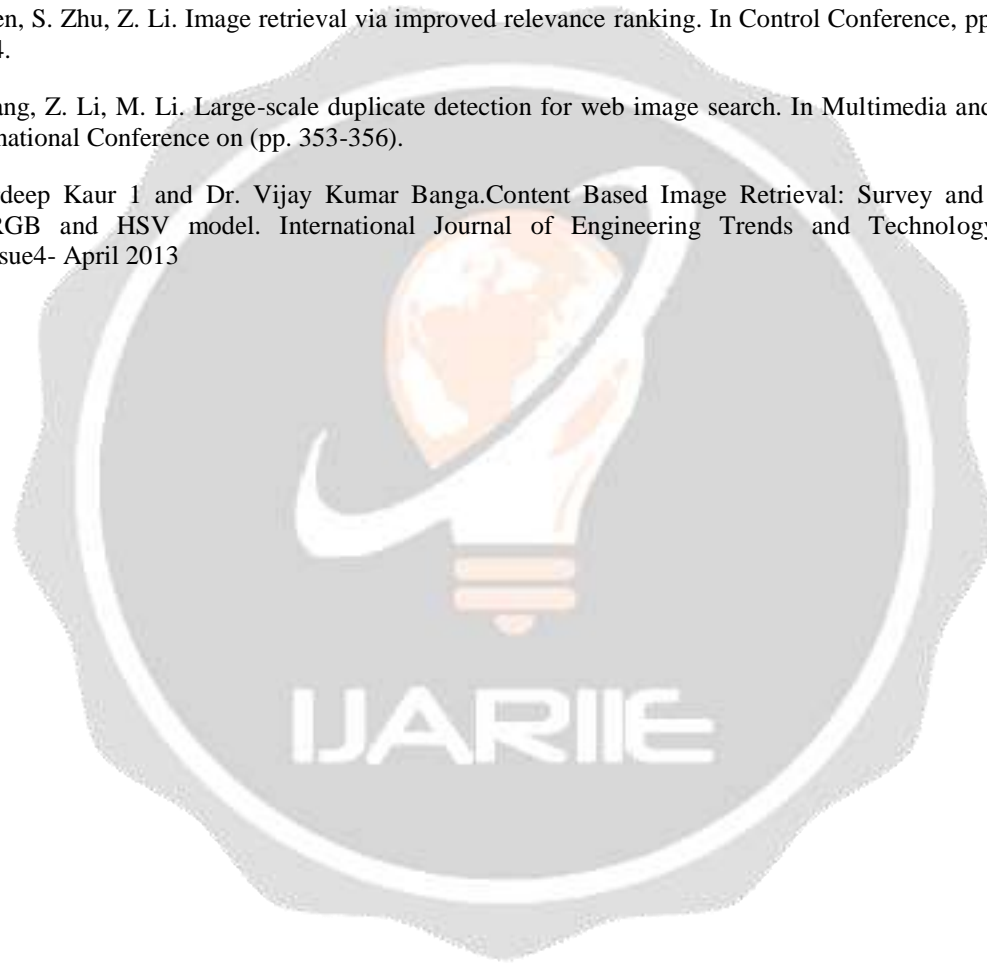 en, S. Zhu, Z. Li. Image retrieval via improved relevance ranking. In Control Conference, pp
4.
ang, Z. Li, M. Li. Large-scale duplicate detection for web image search. In Multimedia and
national Conference on (pp. 353-356).
deep Kaur 1 and Dr. Vijay Kumar Banga.Content Based Image Retrieval: Survey and
RGB and HSV model. International Journal of Engineering Trends and Technology
sue4- April 2013
IJARIIE